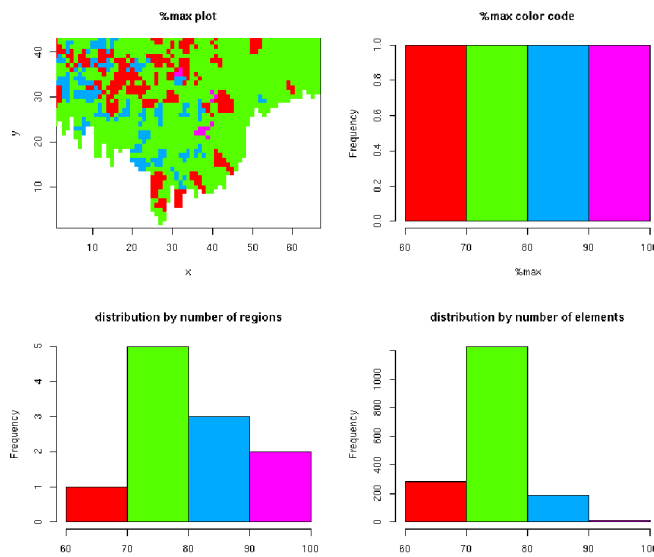 %max plot
40
30
20
10
y
10 20 30 40 50 60
x
%max color code
1.0
0.8
0.6
0.4
0.2
0.0
Frequency
60 70 80 90 100
%max
distribution by number of regions
5
4
3
2
1
0
Frequency
60 70 80 90 100
distribution by number of elements
1200
1000
800
600
400
200
0
Frequency
60 70 80 90 100